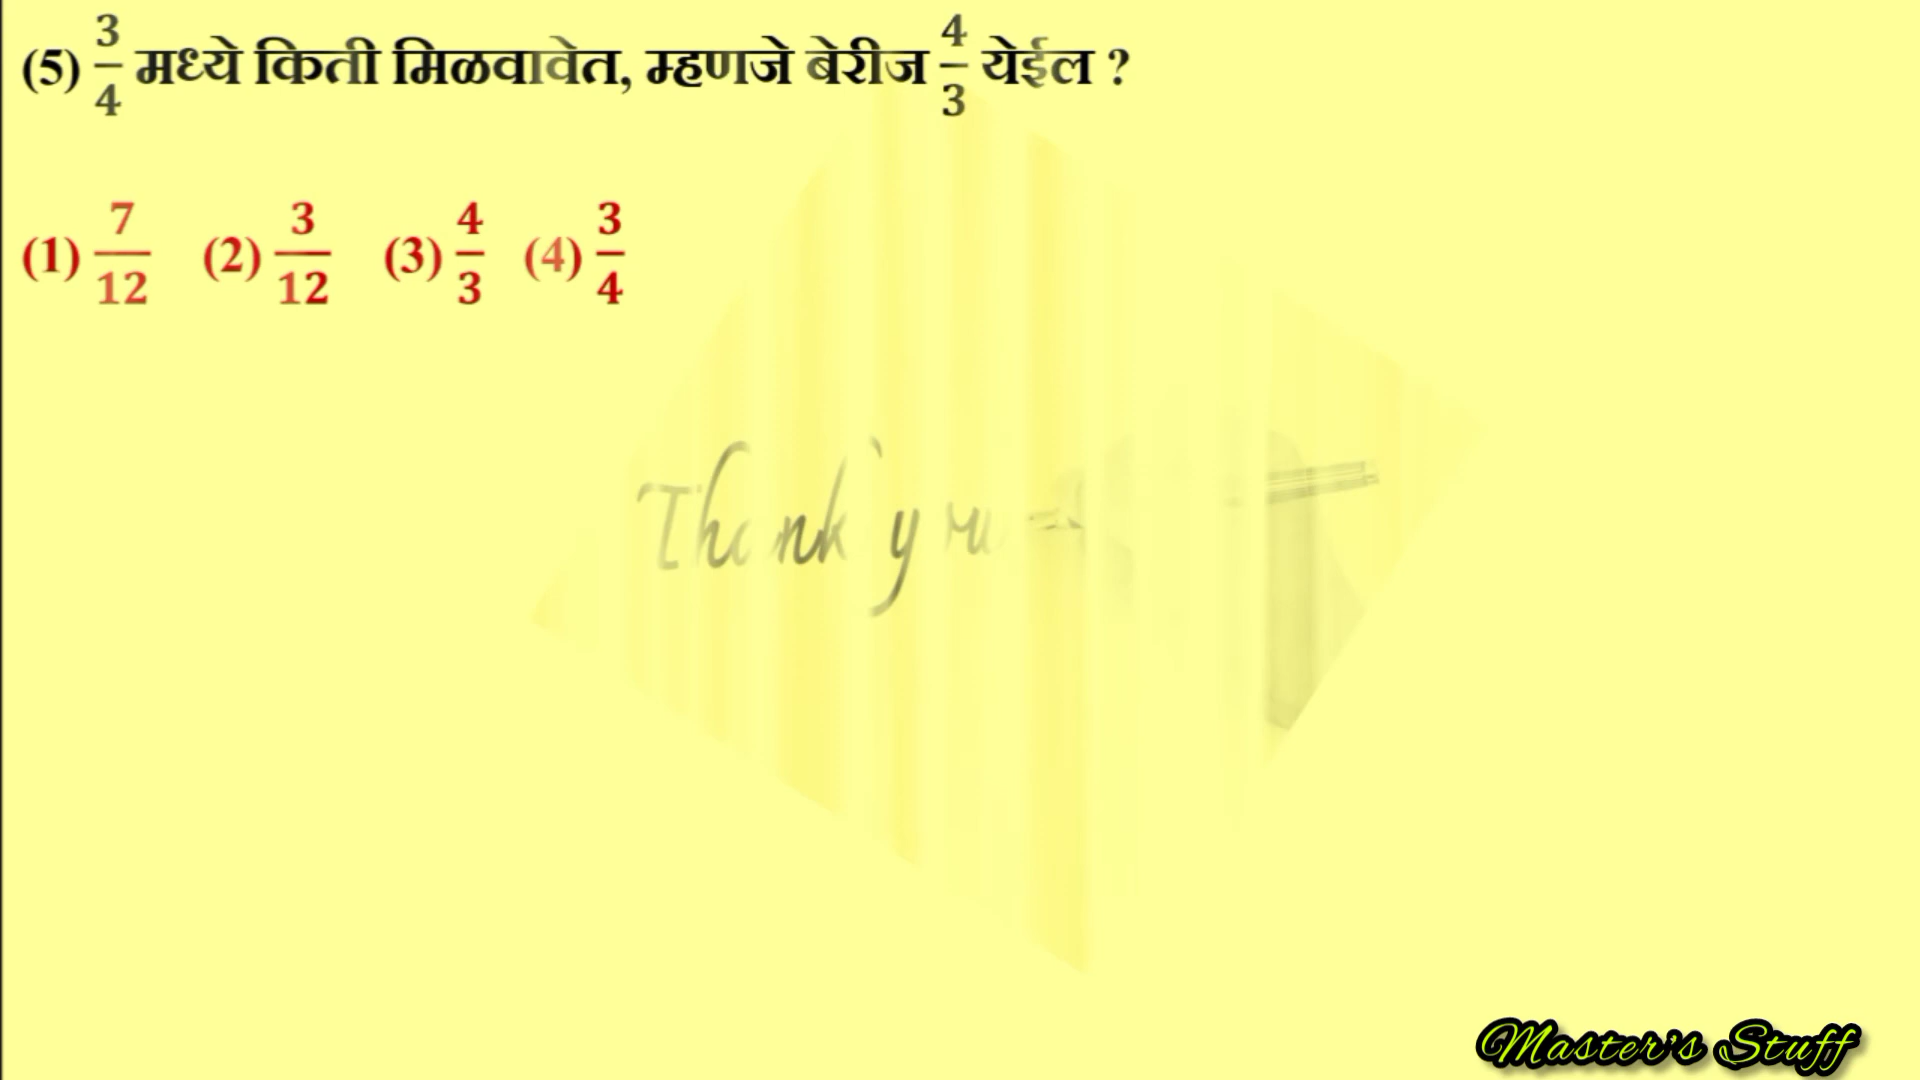 (5) 3/4 मध्ये किती मिळवावेत, म्हणजे बेरीज 4/3 येईल ?
(1) 7/12 (2) 3/12 (3) 4/3 (4) 3/4
Thank you
Master's Stuff